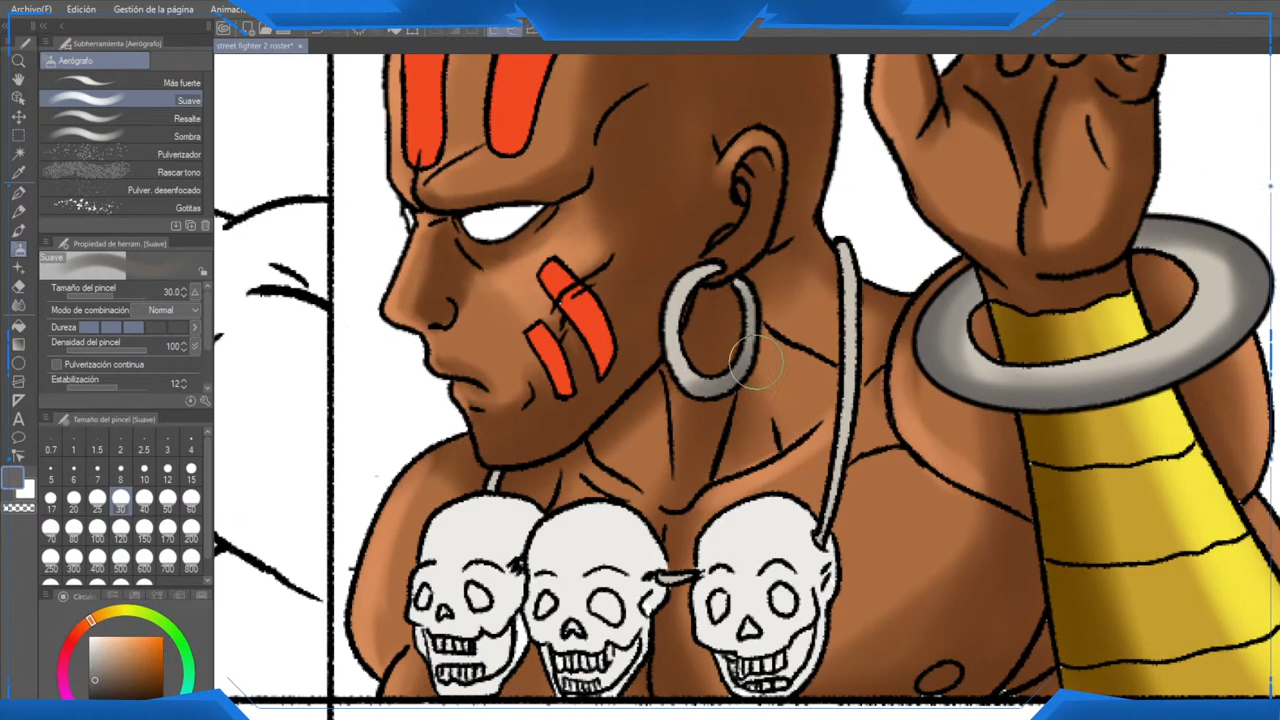 Archivo(F) Edición Gestión de la página Animación
Subherramienta [Aerógrafo]
street fighter 2 roster*
Aerógrafo
Más fuerte
Suave
Resalte
Sombra
Pulverizador
Rascar tono
Pulver. desenfocado
Gotitas
Propiedad de herram. [Suave]
Suave
Tamaño del pincel 30.0
Modo de combinación Normal
Dureza
Densidad del pincel 100
Pulverización continua
Estabilización 12
Tamaño del pincel [Suave]
0.7 1 1.5 2 2.5 3 4
5 6 7 8 10 12 15
17 20 25 30 40 50 60
70 80 100 120 150 170 200
250 300 400 500 600 700 800
Círculo